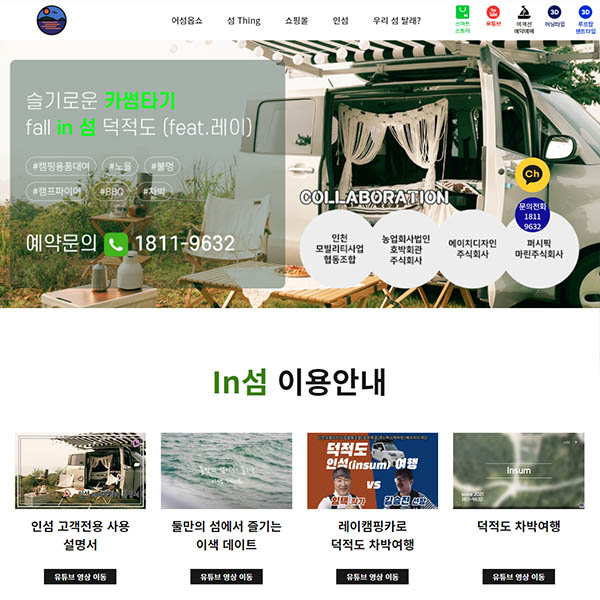 어섬옵쇼 섬 Thing 쇼핑몰 인섬 우리 섬 탈래?
스마트
스토어
유튜브
여객선
예약예매
3D
어닝타입
3D
루프탑
텐트타입
슬기로운 카썸타기
fall in 섬 덕적도 (feat.레이)
#캠핑용품대여 #노을 #불멍
#캠프파이어 #BBQ #차박
예약문의 1811-9632
Ch
문의전화
1811
9632
COLLABORATION
인천
모빌리티사업
협동조합
농업회사법인
호박회관
주식회사
에이치디자인
주식회사
퍼시픽
마린주식회사
In섬 이용안내
덕적도
인섬(insum) 여행
VS
Insum
since 2021
1811-9632
인섬 고객전용 사용
설명서
둘만의 섬에서 즐기는
이색 데이트
레이캠핑카로
덕적도 차박여행
덕적도 차박여행
유튜브 영상 이동
유튜브 영상 이동
유튜브 영상 이동
유튜브 영상 이동